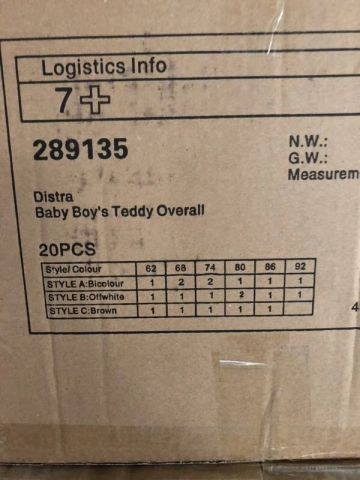 Logistics Info
7+
289135
N.W.:
G.W.:
Measurem
Distra
Baby Boy's Teddy Overall
20PCS
Style/ Colour 62 68 74 80 86 92
STYLE A:Bicolour 1 2 2 1 1 1
STYLE B:Offwhite 1 1 1 2 1 1
STYLE C:Brown 1 1 1 1 1
4